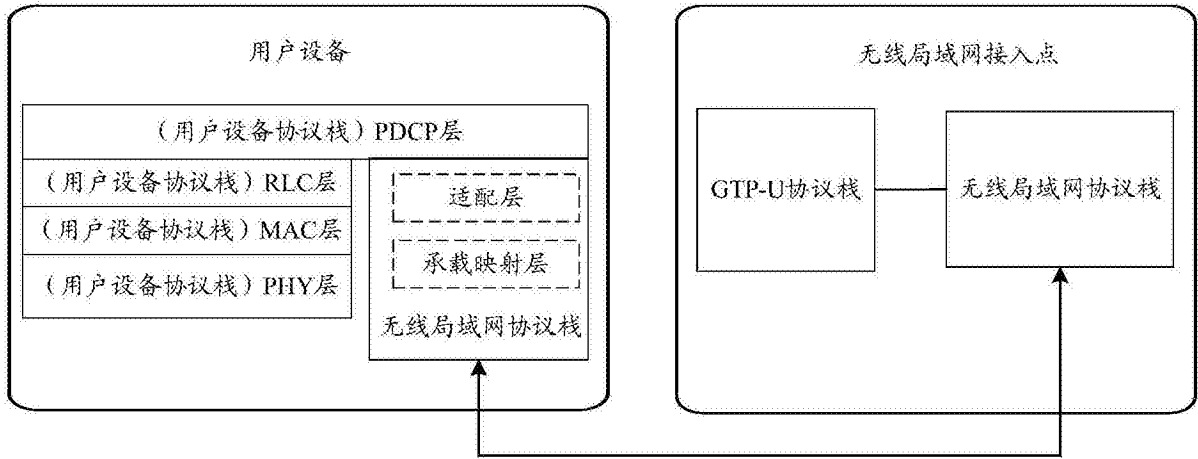 用户设备
（用户设备协议栈）PDCP层
（用户设备协议栈）RLC层
（用户设备协议栈）MAC层
（用户设备协议栈）PHY层
适配层
承载映射层
无线局域网协议栈
无线局域网接入点
GTP-U协议栈
无线局域网协议栈